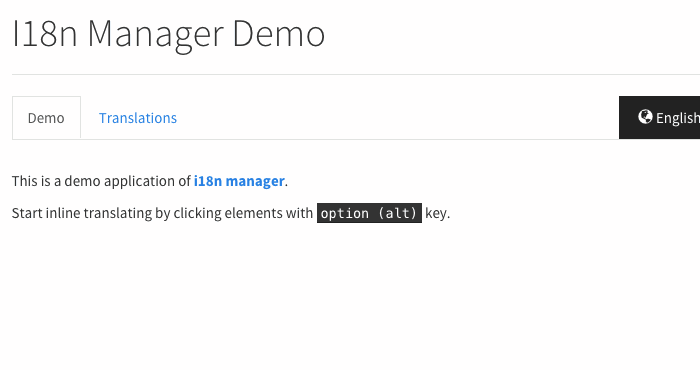 I18n Manager Demo
Demo Translations English
This is a demo application of i18n manager.
Start inline translating by clicking elements with option (alt) key.